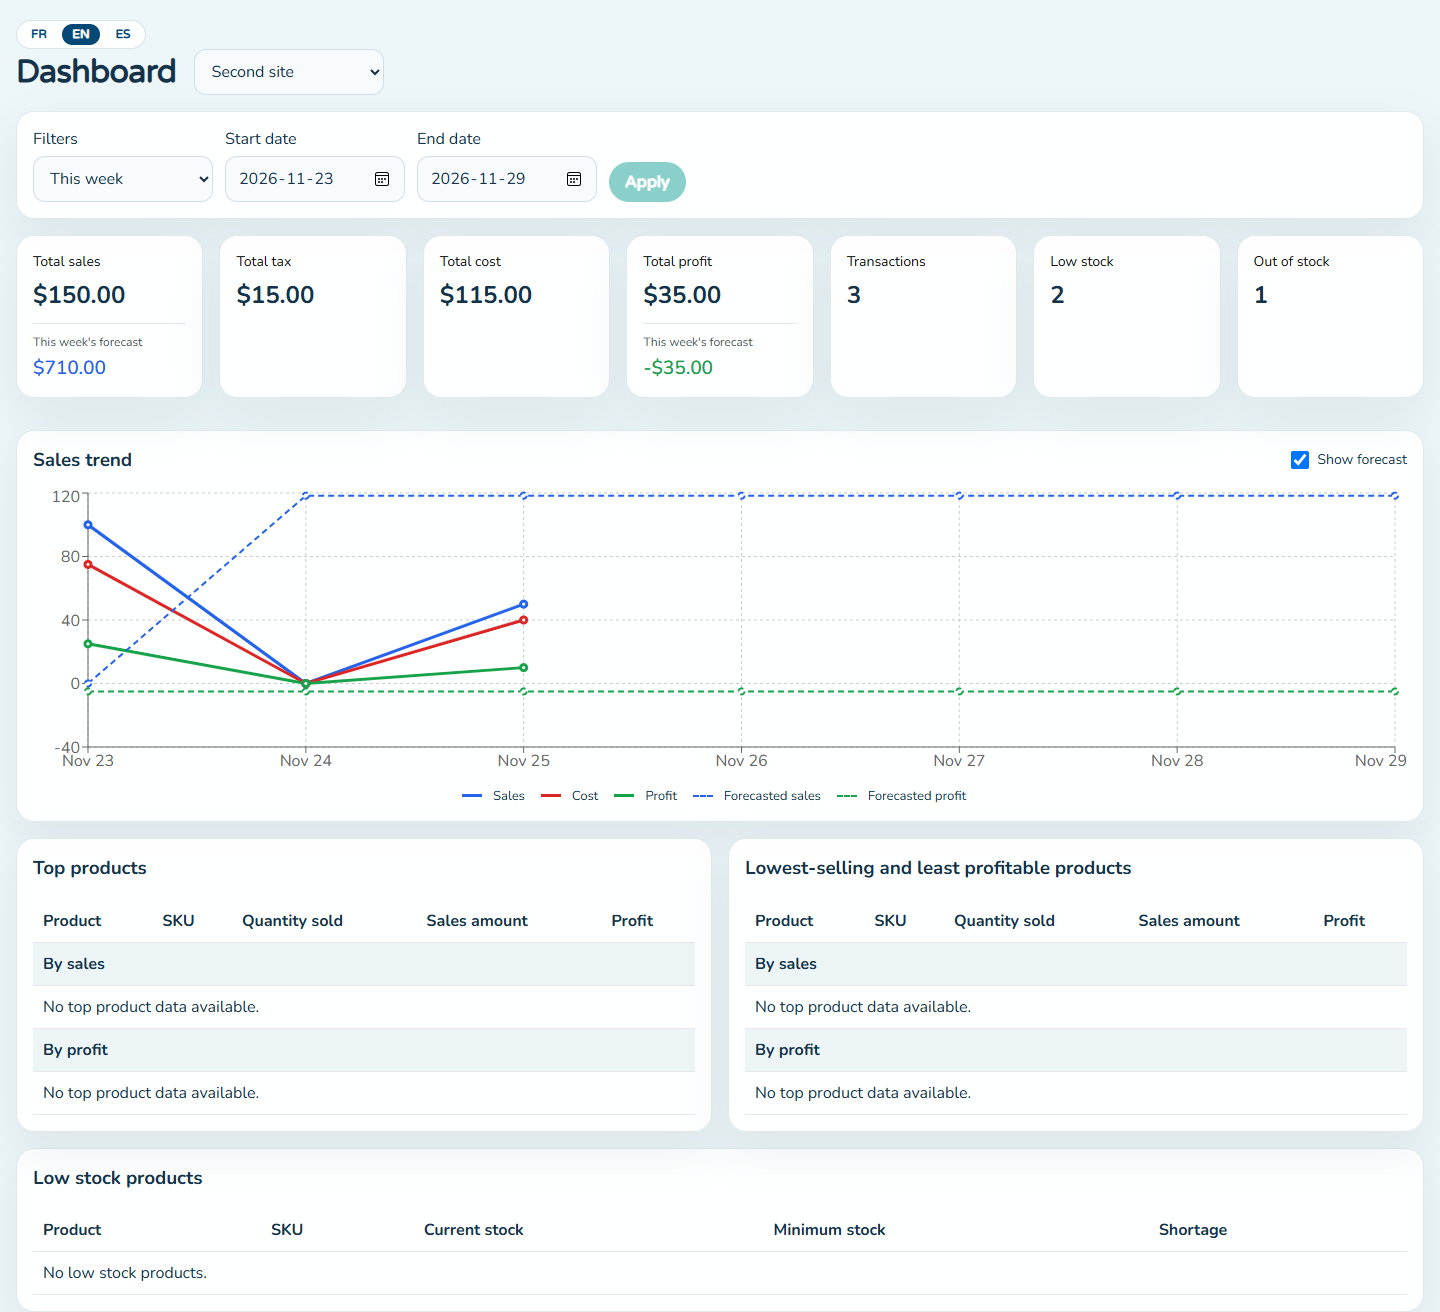 FR EN ES
Dashboard Second site
Filters Start date End date
This week 2026-11-23 2026-11-29 Apply
Total sales Total tax Total cost Total profit Transactions Low stock Out of stock
$150.00 $15.00 $115.00 $35.00 3 2 1
This week's forecast This week's forecast
$710.00 -$35.00
Sales trend Show forecast
120
80
40
0
-40
Nov 23 Nov 24 Nov 25 Nov 26 Nov 27 Nov 28 Nov 29
Sales Cost Profit Forecasted sales Forecasted profit
Top products
Product SKU Quantity sold Sales amount Profit
By sales
No top product data available.
By profit
No top product data available.
Lowest-selling and least profitable products
Product SKU Quantity sold Sales amount Profit
By sales
No top product data available.
By profit
No top product data available.
Low stock products
Product SKU Current stock Minimum stock Shortage
No low stock products.